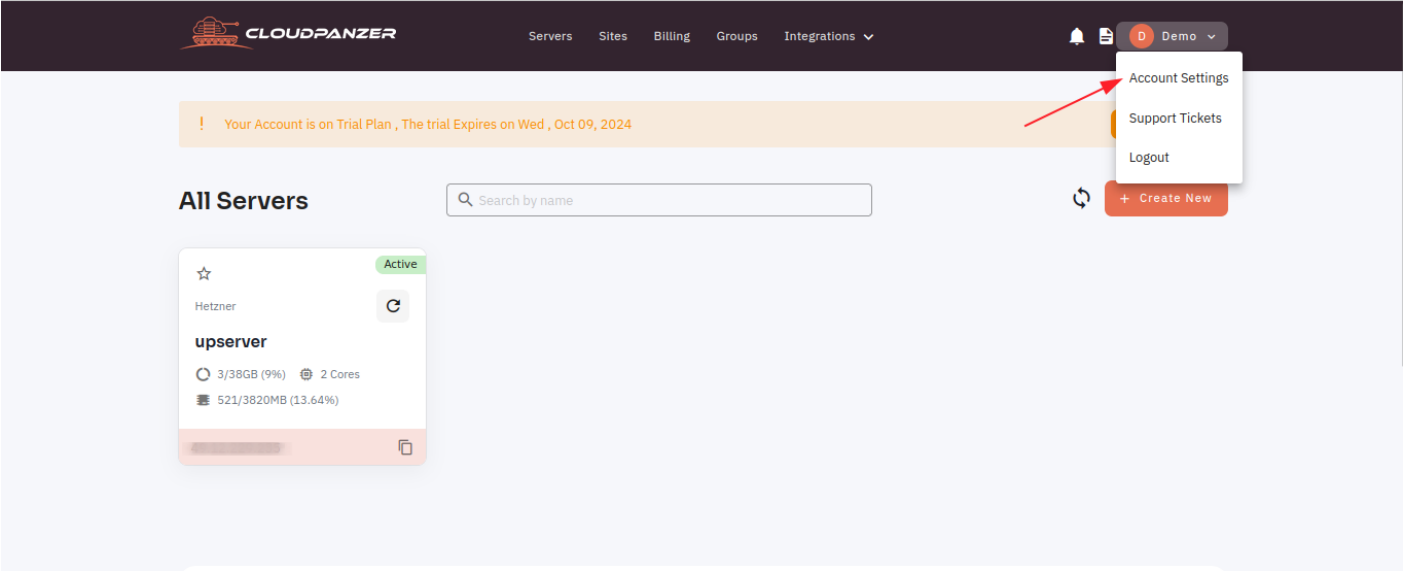 CLOUDPANZER
Servers Sites Billing Groups Integrations
D Demo
Account Settings
Support Tickets
Logout
! Your Account is on Trial Plan , The trial Expires on Wed , Oct 09, 2024
All Servers
Search by name
+ Create New
Active
Hetzner
upserver
3/38GB (9%) 2 Cores
521/3820MB (13.64%)